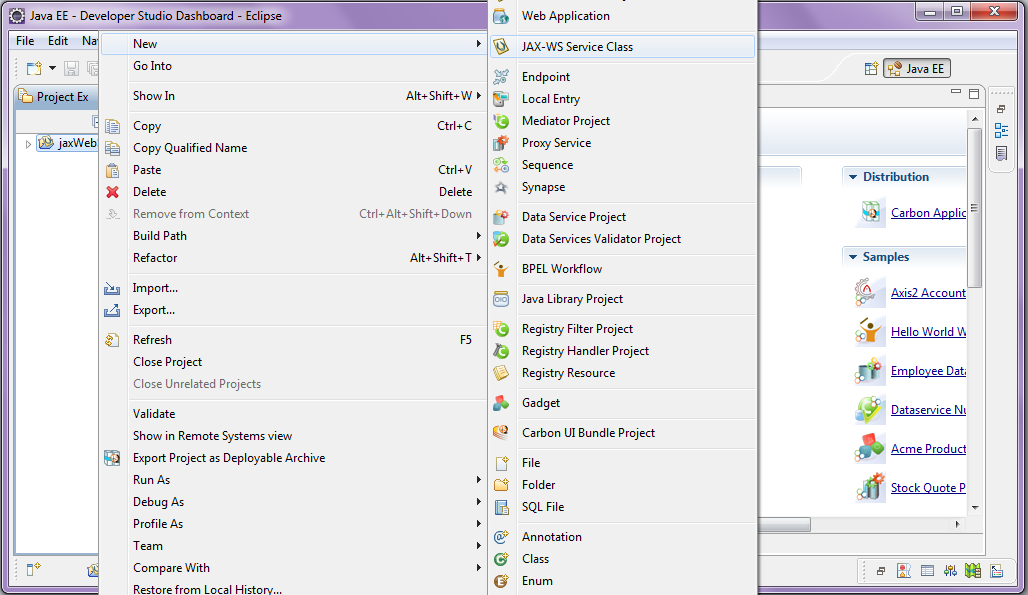 Java EE - Developer Studio Dashboard - Eclipse
File Edit Na
Java EE
Project Ex
jaxWeb
New
Go Into
Show In Alt+Shift+W
Copy Ctrl+C
Copy Qualified Name
Paste Ctrl+V
Delete Delete
Remove from Context Ctrl+Alt+Shift+Down
Build Path
Refactor Alt+Shift+T
Import...
Export...
Refresh F5
Close Project
Close Unrelated Projects
Validate
Show in Remote Systems view
Export Project as Deployable Archive
Run As
Debug As
Profile As
Team
Compare With
Restore from Local History...
Web Application
JAX-WS Service Class
Endpoint
Local Entry
Mediator Project
Proxy Service
Sequence
Synapse
Data Service Project
Data Services Validator Project
BPEL Workflow
Java Library Project
Registry Filter Project
Registry Handler Project
Registry Resource
Gadget
Carbon UI Bundle Project
File
Folder
SQL File
Annotation
Class
Enum
Distribution
Carbon Applic
Samples
Axis2 Account
Hello World W
Employee Data
Dataservice Nu
Acme Product
Stock Quote P